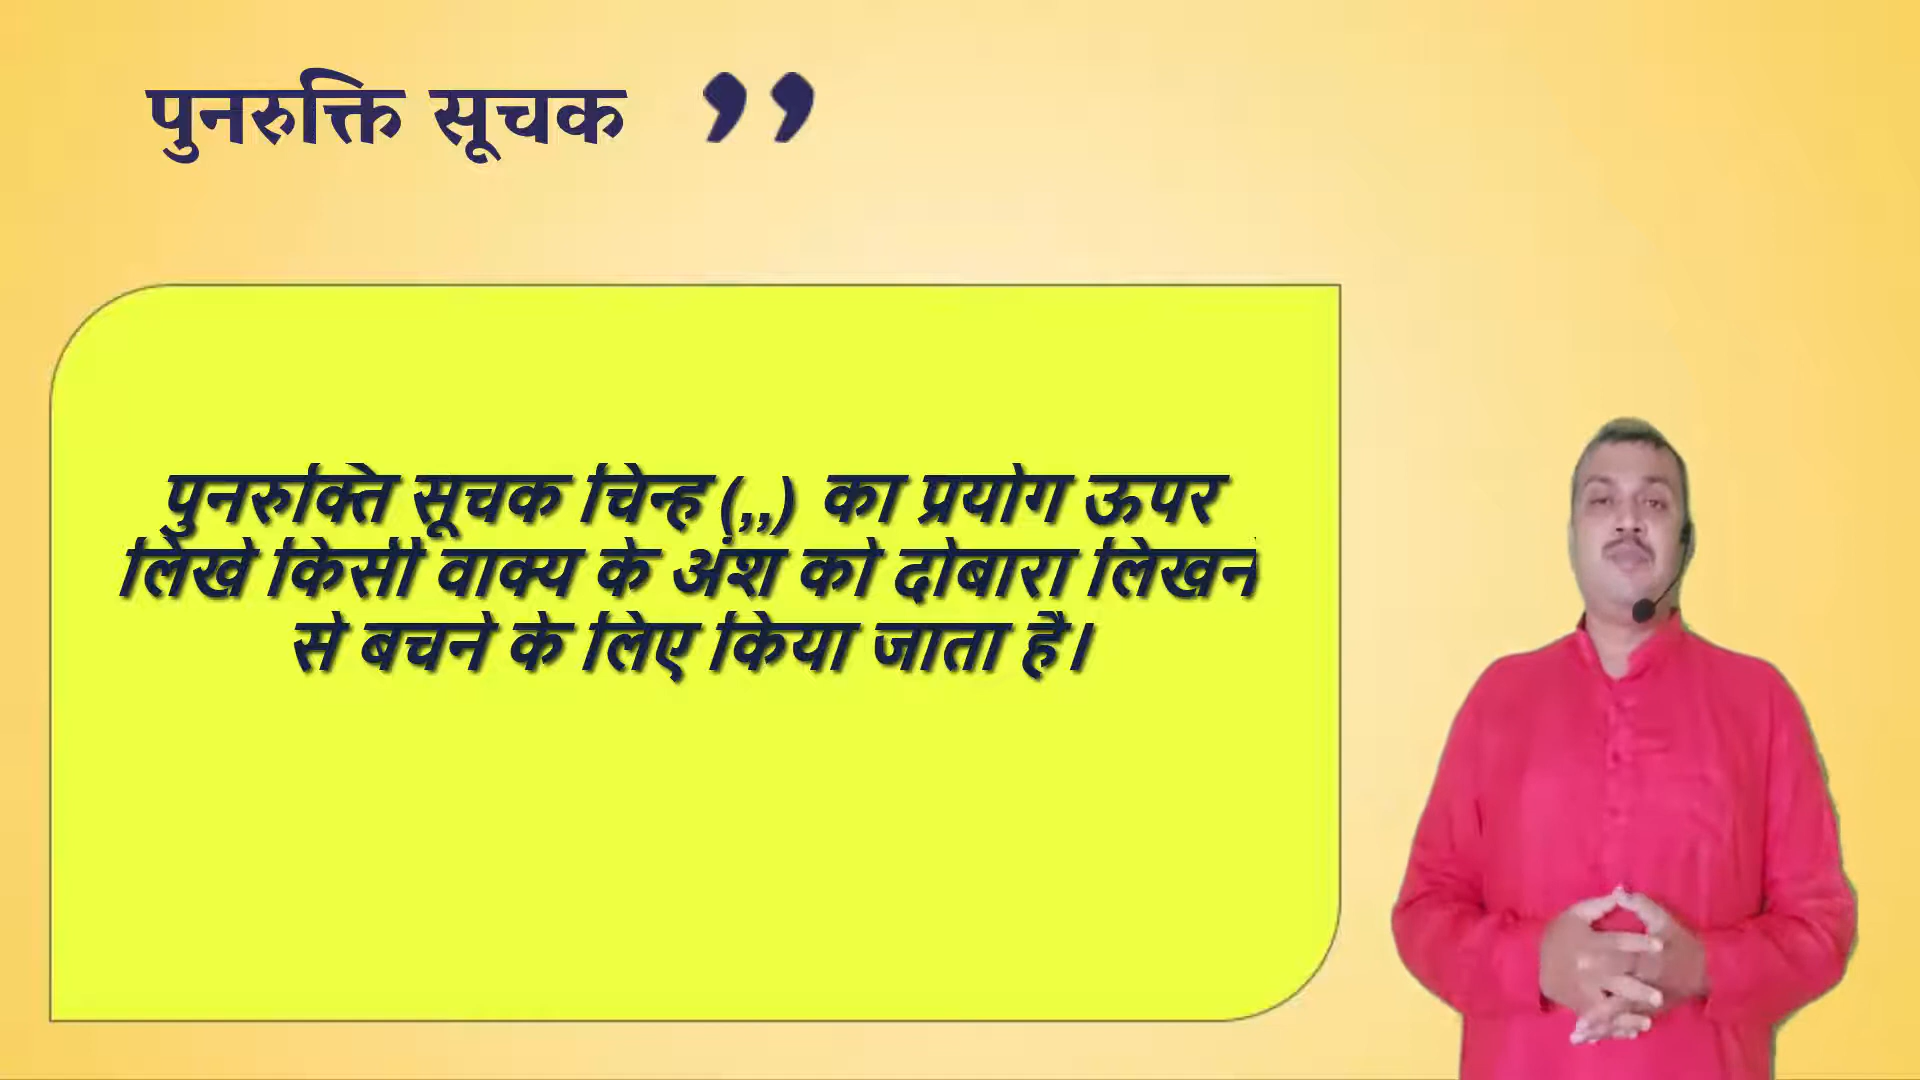 पुनरुक्ति सूचक ’’
पुनरुक्ति सूचक चिन्ह (,,) का प्रयोग ऊपर
लिखे किसी वाक्य के अंश को दोबारा लिखने
से बचने के लिए किया जाता है।